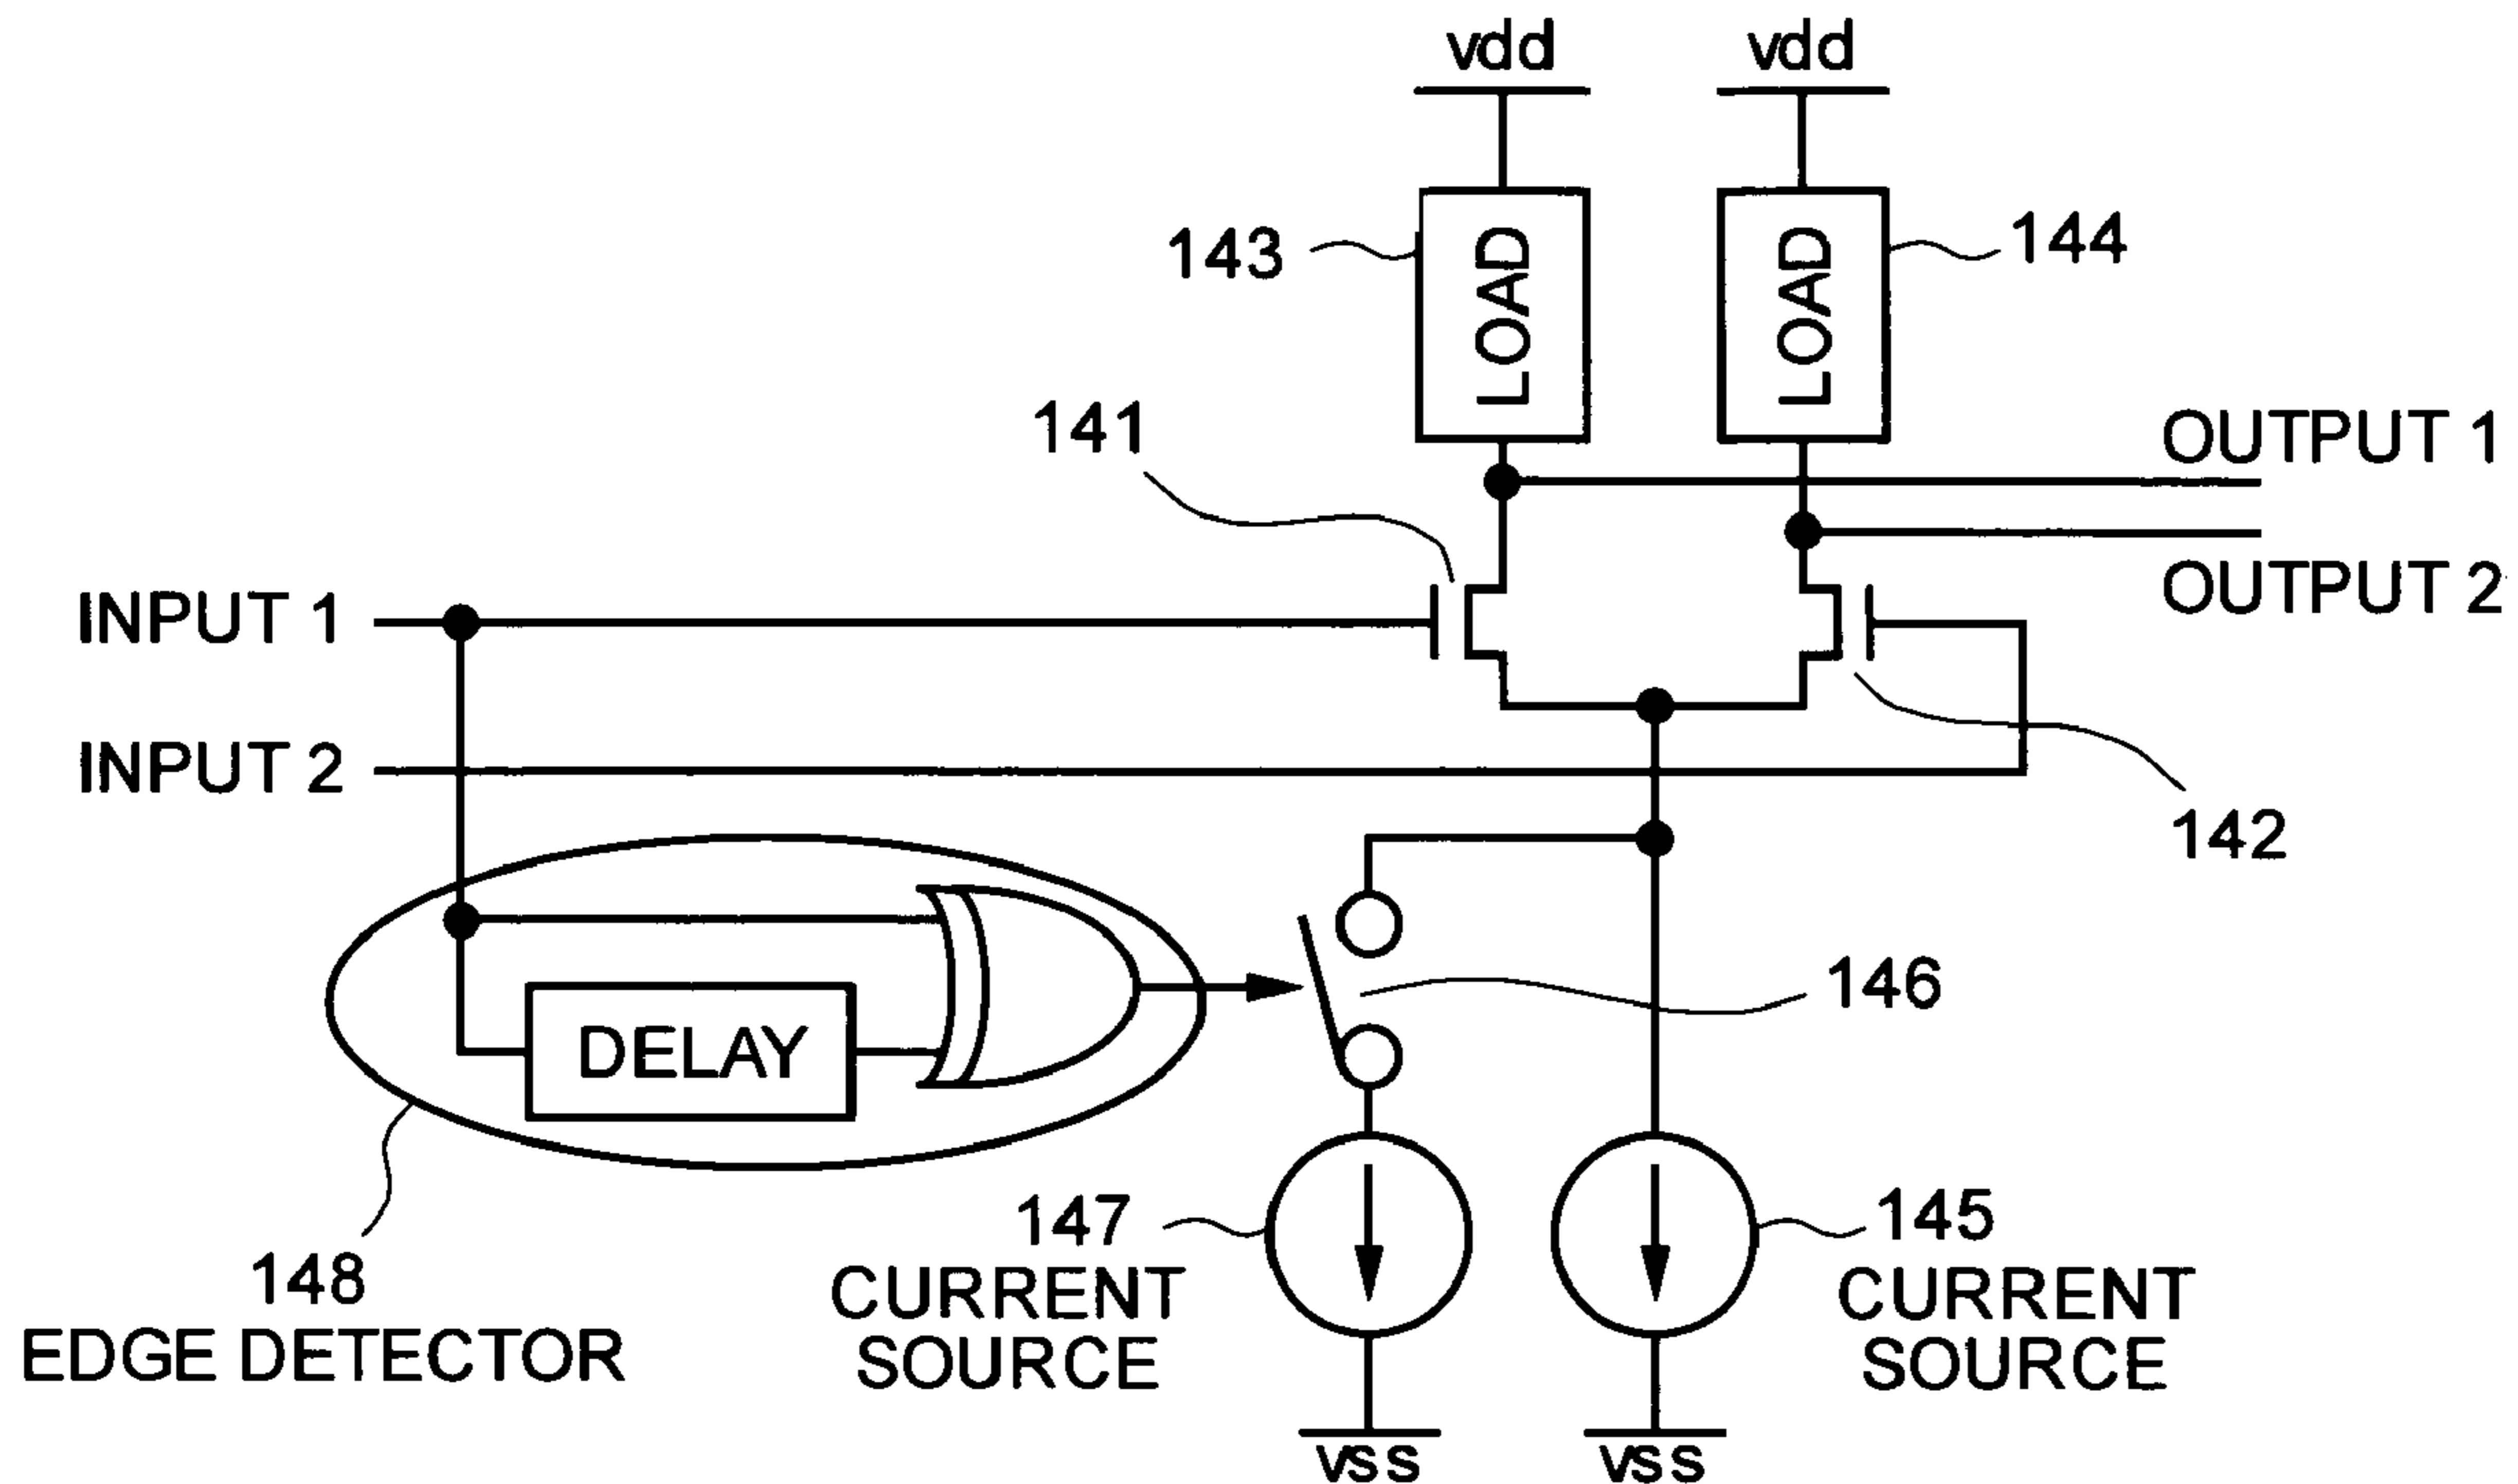 vdd
vdd
143
LOAD
LOAD
144
141
OUTPUT 1
INPUT 1
OUTPUT 2
INPUT 2
142
DELAY
146
147
CURRENT
SOURCE
145
CURRENT
SOURCE
148
EDGE DETECTOR
vss
vss